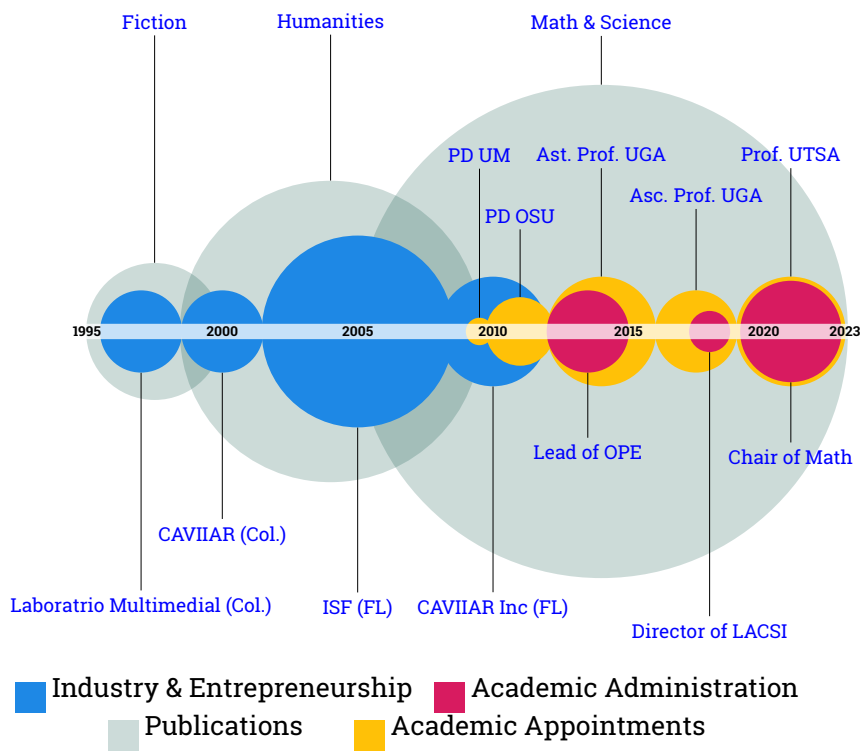 Fiction
Humanities
Math & Science
PD UM
Ast. Prof. UGA
Prof. UTSA
Asc. Prof. UGA
PD OSU
1995
2000
2005
2010
2015
2020
2023
Lead of OPE
Chair of Math
CAVIIAR (Col.)
Laboratrio Multimedial (Col.)
ISF (FL)
CAVIIAR Inc (FL)
Director of LACSI
Industry & Entrepreneurship
Academic Administration
Publications
Academic Appointments